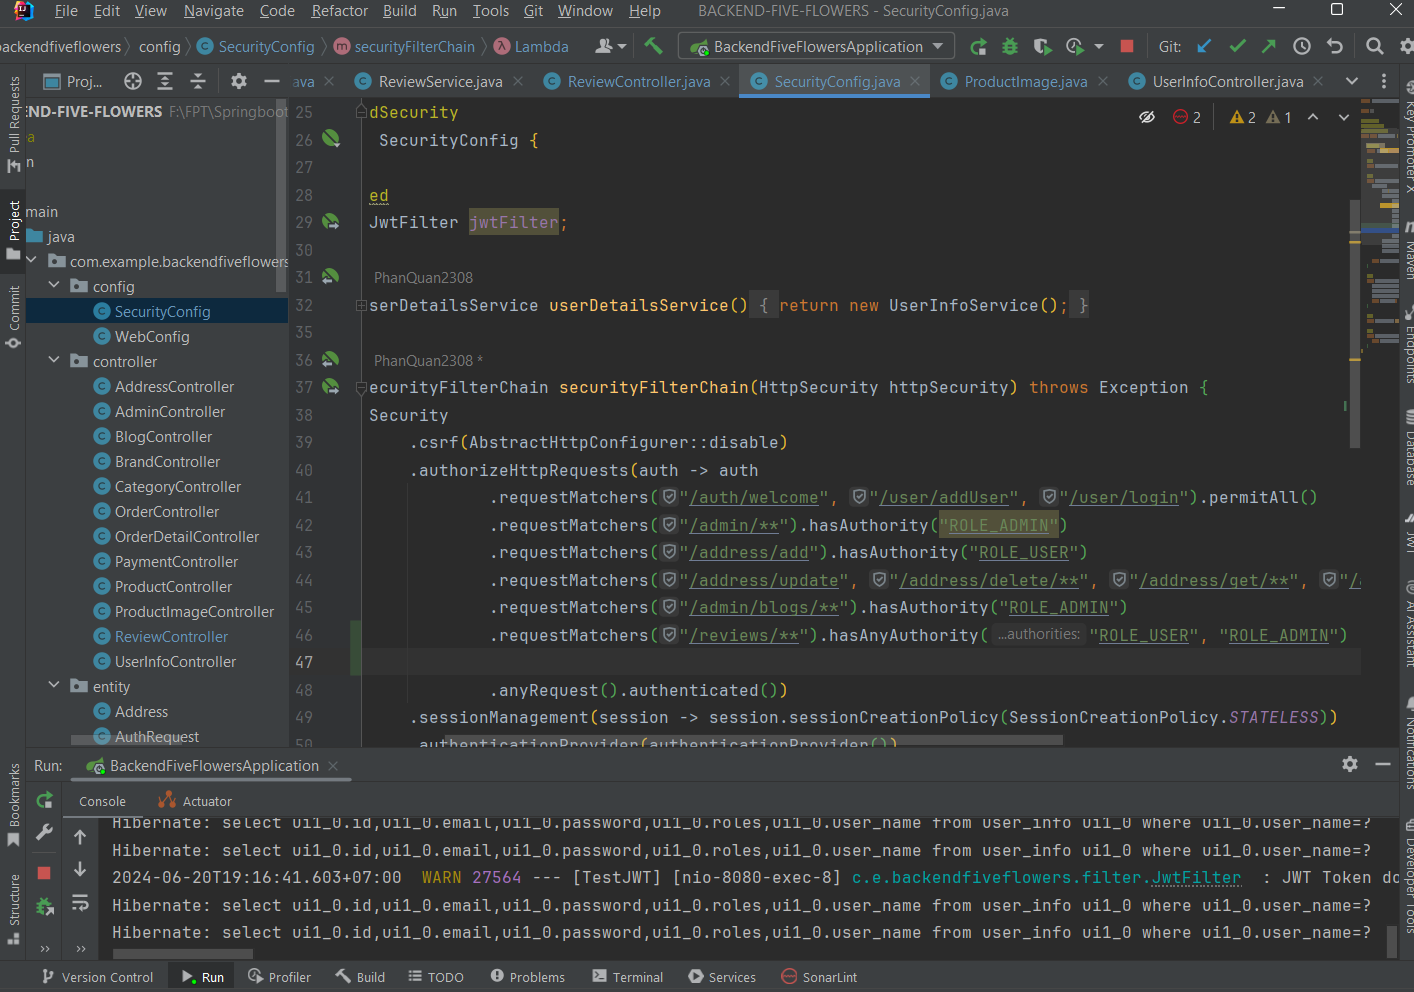 File Edit View Navigate Code Refactor Build Run Tools Git Window Help BACKEND-FIVE-FLOWERS - SecurityConfig.java
backendfiveflowers config SecurityConfig securityFilterChain Lambda BackendFiveFlowersApplication Git:
Proj... ava ReviewService.java ReviewController.java SecurityConfig.java ProductImage.java UserInfoController.java
Pull Requests
Project
Commit
Bookmarks
Structure
END-FIVE-FLOWERS F:\FPT\Springboot
a
n
main
java
com.example.backendfiveflowers
config
SecurityConfig
WebConfig
controller
AddressController
AdminController
BlogController
BrandController
CategoryController
OrderController
OrderDetailController
PaymentController
ProductController
ProductImageController
ReviewController
UserInfoController
entity
Address
AuthRequest
2 2 1
25 dSecurity
26 SecurityConfig {
27
28 ed
29 JwtFilter jwtFilter;
30
PhanQuan2308
31
32 serDetailsService userDetailsService() { return new UserInfoService(); }
35
PhanQuan2308 *
36
37 ecurityFilterChain securityFilterChain(HttpSecurity httpSecurity) throws Exception {
38 Security
39 .csrf(AbstractHttpConfigurer::disable)
40 .authorizeHttpRequests(auth -> auth
41 .requestMatchers("/auth/welcome", "/user/addUser", "/user/login").permitAll()
42 .requestMatchers("/admin/**").hasAuthority("ROLE_ADMIN")
43 .requestMatchers("/address/add").hasAuthority("ROLE_USER")
44 .requestMatchers("/address/update", "/address/delete/**", "/address/get/**", "/a
45 .requestMatchers("/admin/blogs/**").hasAuthority("ROLE_ADMIN")
46 .requestMatchers("/reviews/**").hasAnyAuthority( ...authorities: "ROLE_USER", "ROLE_ADMIN")
47
48 .anyRequest().authenticated())
49 .sessionManagement(session -> session.sessionCreationPolicy(SessionCreationPolicy.STATELESS))
50 .authenticationProvider(authenticationProvider())
Key Promoter X
Maven
Endpoints
Database
JWT
AI Assistant
Notifications
Developer Tools
Run: BackendFiveFlowersApplication
Console Actuator
Hibernate: select ui1_0.id,ui1_0.email,ui1_0.password,ui1_0.roles,ui1_0.user_name from user_info ui1_0 where ui1_0.user_name=?
Hibernate: select ui1_0.id,ui1_0.email,ui1_0.password,ui1_0.roles,ui1_0.user_name from user_info ui1_0 where ui1_0.user_name=?
2024-06-20T19:16:41.603+07:00 WARN 27564 --- [TestJWT] [nio-8080-exec-8] c.e.backendfiveflowers.filter.JwtFilter : JWT Token do
Hibernate: select ui1_0.id,ui1_0.email,ui1_0.password,ui1_0.roles,ui1_0.user_name from user_info ui1_0 where ui1_0.user_name=?
Hibernate: select ui1_0.id,ui1_0.email,ui1_0.password,ui1_0.roles,ui1_0.user_name from user_info ui1_0 where ui1_0.user_name=?
Version Control Run Profiler Build TODO Problems Terminal Services SonarLint